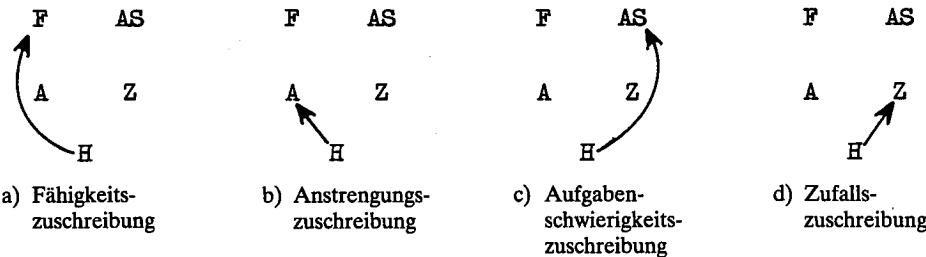 F AS F AS F AS F AS
A Z A Z A Z A Z
H H H H
a) Fähigkeits- b) Anstrengungs- c) Aufgaben- d) Zufalls-
zuschreibung zuschreibung schwierigkeits- zuschreibung
zuschreibung